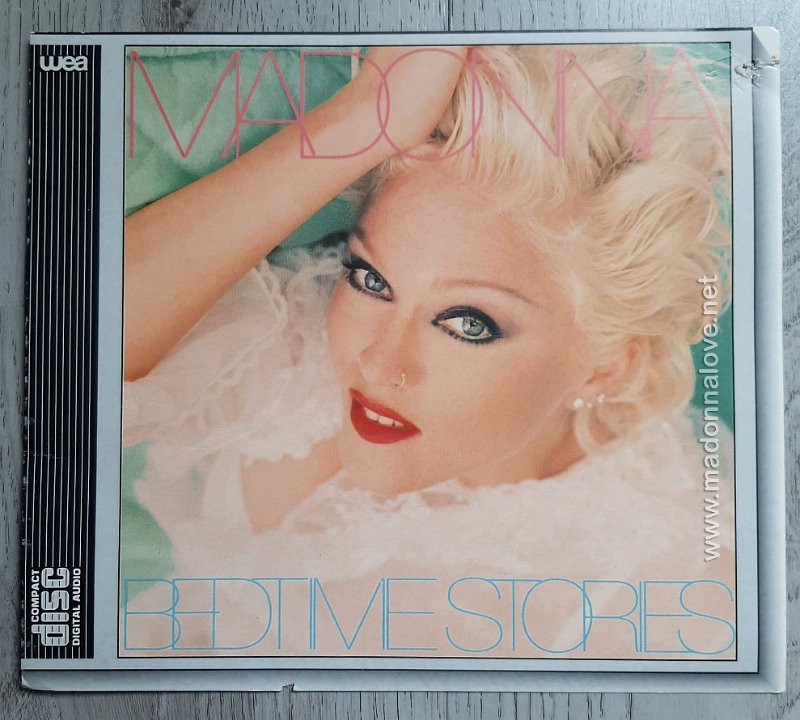 wea
MADONNA
www.madonnalove.net
COMPACT
disc
DIGITAL AUDIO
BEDTIME STORIES